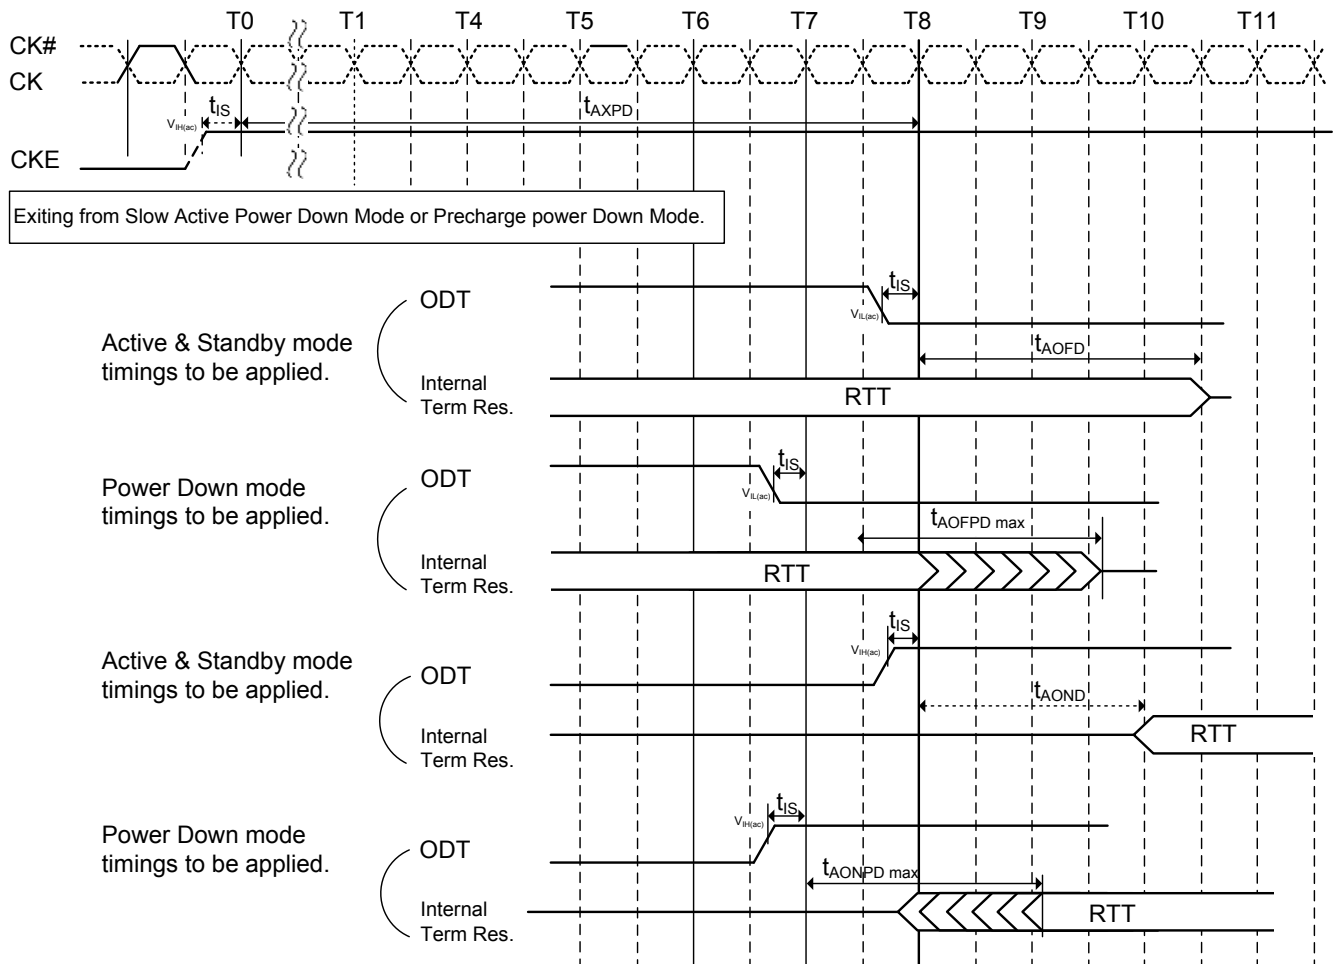 T0 T1 T4 T5 T6 T7 T8 T9 T10 T11
CK#
CK
tIS tAXPD
VIH(ac)
CKE
Exiting from Slow Active Power Down Mode or Precharge power Down Mode.
tIS
ODT
VIL(ac)
Active & Standby mode
timings to be applied.
tAOFD
Internal
Term Res.
RTT
tIS
ODT
VIL(ac)
Power Down mode
timings to be applied.
tAOFPD max
Internal
Term Res.
RTT
tIS
VIH(ac)
Active & Standby mode
timings to be applied.
ODT
tAOND
Internal
Term Res.
RTT
tIS
VIH(ac)
Power Down mode
timings to be applied.
ODT
tAONPD max
Internal
Term Res.
RTT